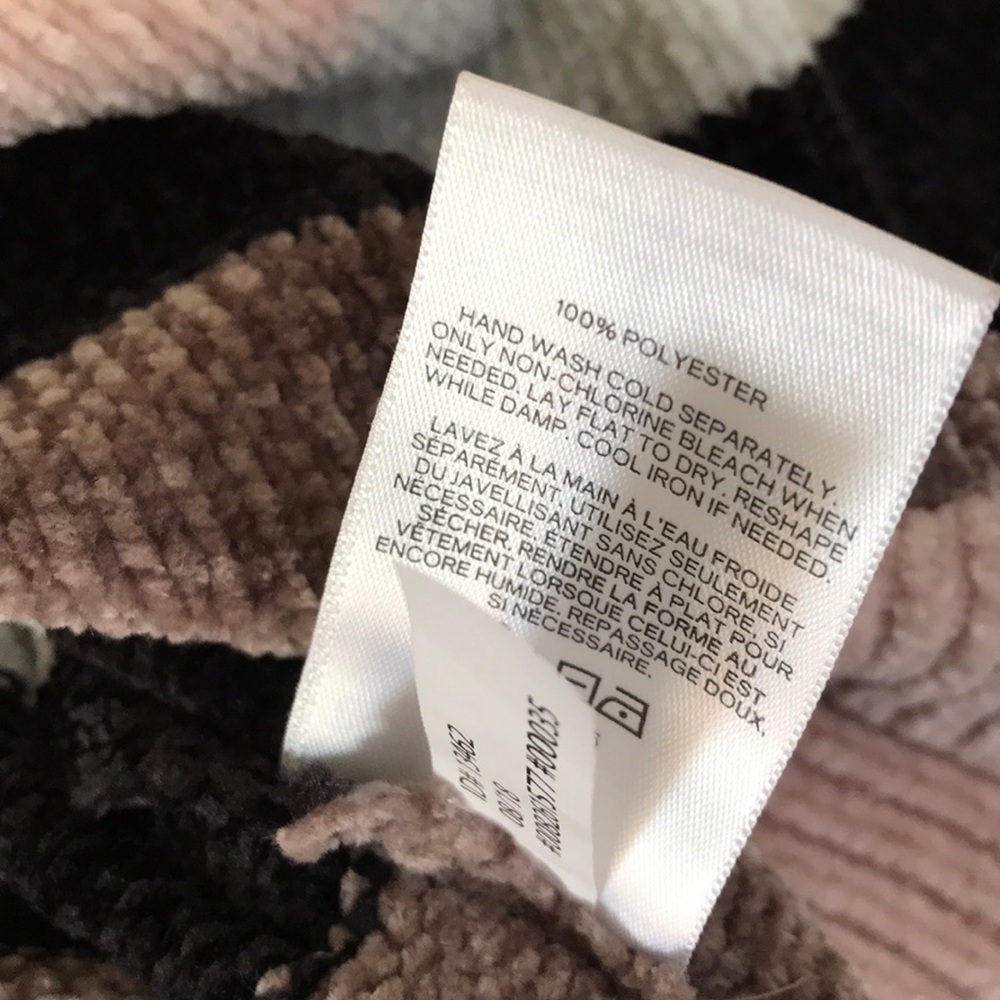 100% POLYESTER
HAND WASH COLD SEPARATELY.
ONLY NON-CHLORINE BLEACH WHEN
NEEDED. LAY FLAT TO DRY. RESHAPE
WHILE DAMP. COOL IRON IF NEEDED.
LAVEZ À LA MAIN À L'EAU FROIDE
SÉPARÉMENT. UTILISEZ SEULEMENT
DU JAVELLISANT SANS CHLORE, SI
NÉCESSAIRE. ÉTENDRE À PLAT POUR
SÉCHER. RENDRE LA FORME AU
VÊTEMENT LORSQUE CELUI-CI EST
ENCORE HUMIDE. REPASSAGE DOUX.
SI NÉCESSAIRE.
08/18